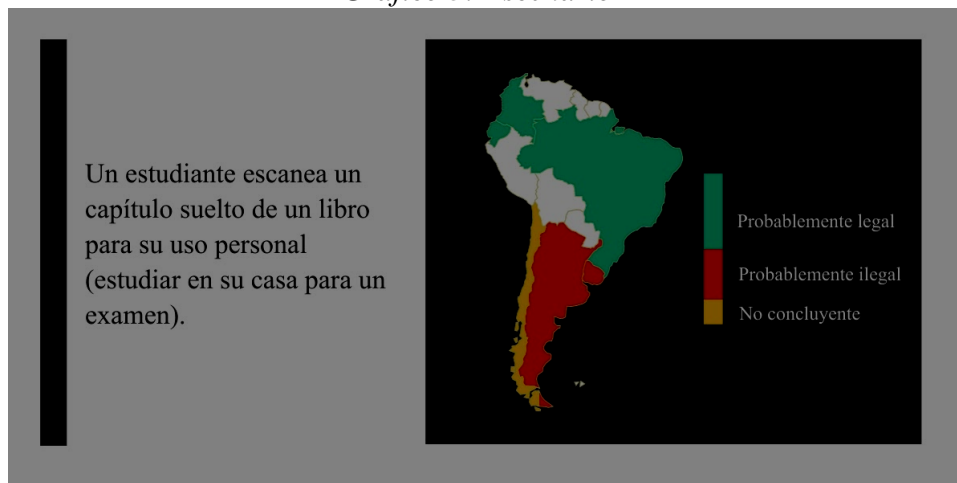 Un estudiante escanea un
capítulo suelto de un libro
para su uso personal
(estudiar en su casa para un
examen).
Probablemente legal
Probablemente ilegal
No concluyente